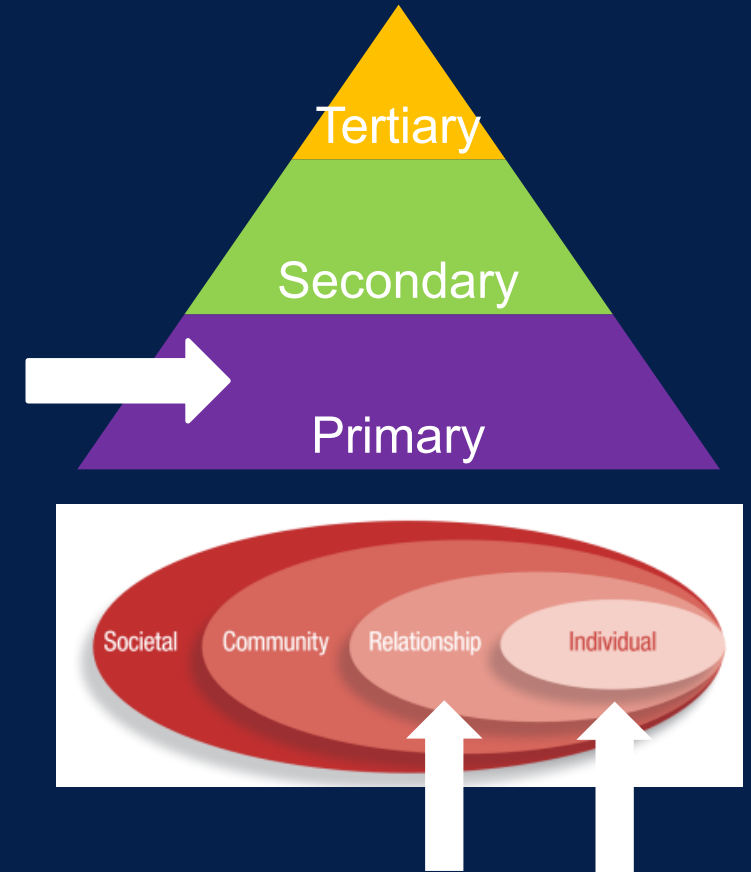 Tertiary
Secondary
Primary
Societal Community Relationship Individual